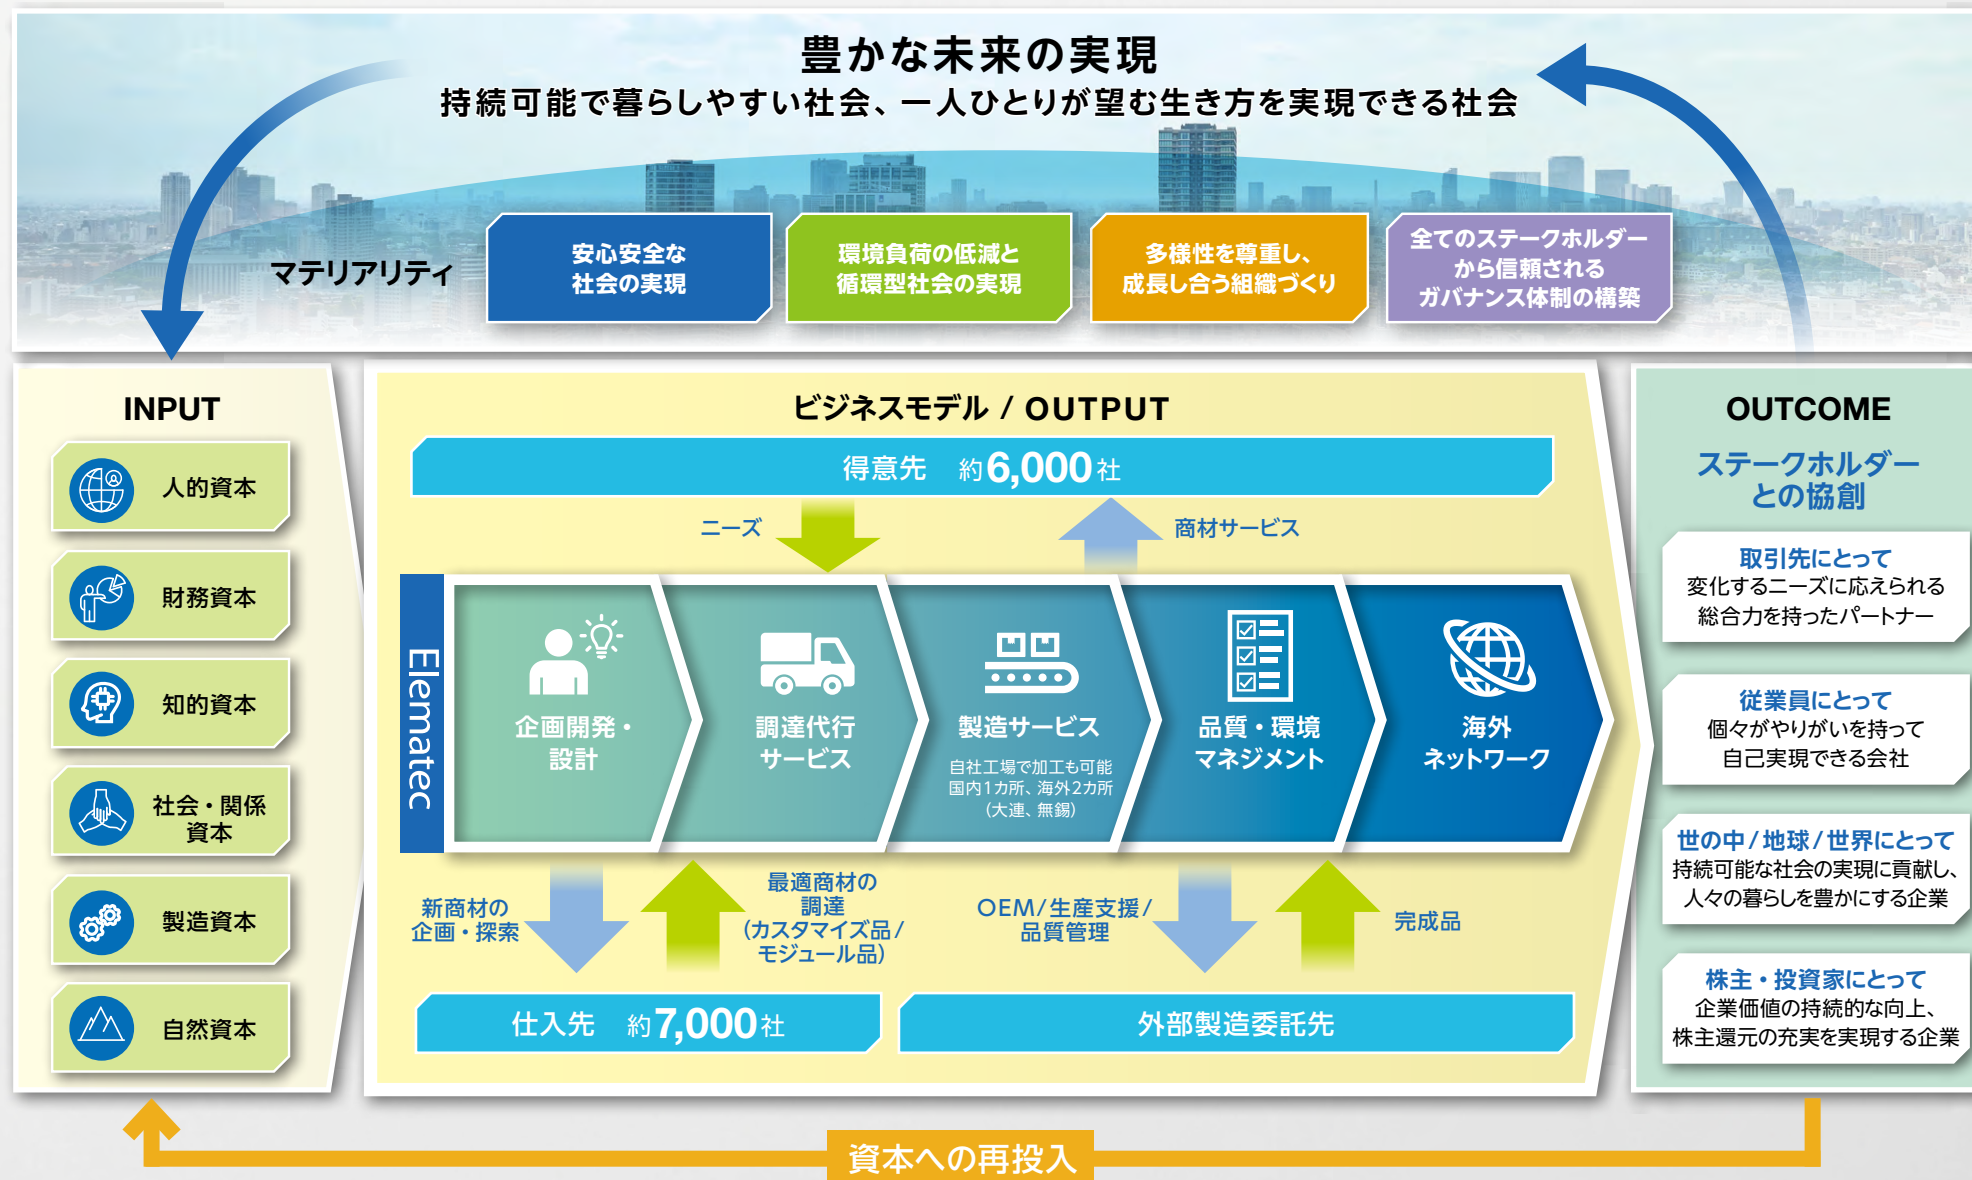 豊かな未来の実現
持続可能で暮らしやすい社会、一人ひとりが望む生き方を実現できる社会
マテリアリティ
安心安全な
社会の実現
環境負荷の低減と
循環型社会の実現
多様性を尊重し、
成長し合う組織づくり
全てのステークホルダー
から信頼される
ガバナンス体制の構築
INPUT
人的資本
財務資本
知的資本
社会・関係
資本
製造資本
自然資本
ビジネスモデル / OUTPUT
得意先 約6,000社
ニーズ
商材サービス
Elematec
企画開発・
設計
調達代行
サービス
製造サービス
自社工場で加工も可能
国内1カ所、海外2カ所
(大連、無錫)
品質・環境
マネジメント
海外
ネットワーク
新商材の
企画・探索
最適商材の
調達
(カスタマイズ品/
モジュール品)
OEM/生産支援/
品質管理
完成品
仕入先 約7,000社
外部製造委託先
OUTCOME
ステークホルダー
との協創
取引先にとって
変化するニーズに応えられる
総合力を持ったパートナー
従業員にとって
個々がやりがいを持って
自己実現できる会社
世の中/地球/世界にとって
持続可能な社会の実現に貢献し、
人々の暮らしを豊かにする企業
株主・投資家にとって
企業価値の持続的な向上、
株主還元の充実を実現する企業
資本への再投入